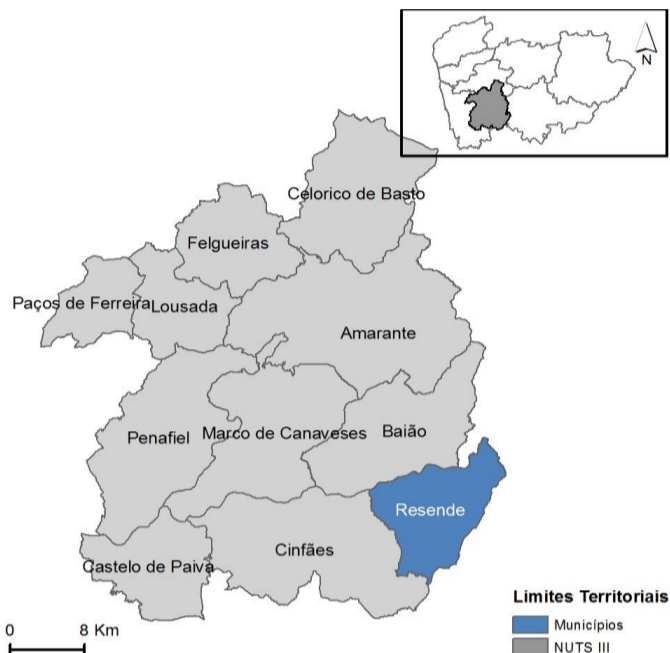 N
Celorico de Basto
Felgueiras
Paços de Ferreira
Lousada
Amarante
Penafiel
Marco de Canaveses
Baião
Resende
Cinfães
Castelo de Paiva
Limites Territoriais
Municípios
NUTS III
0 8 Km